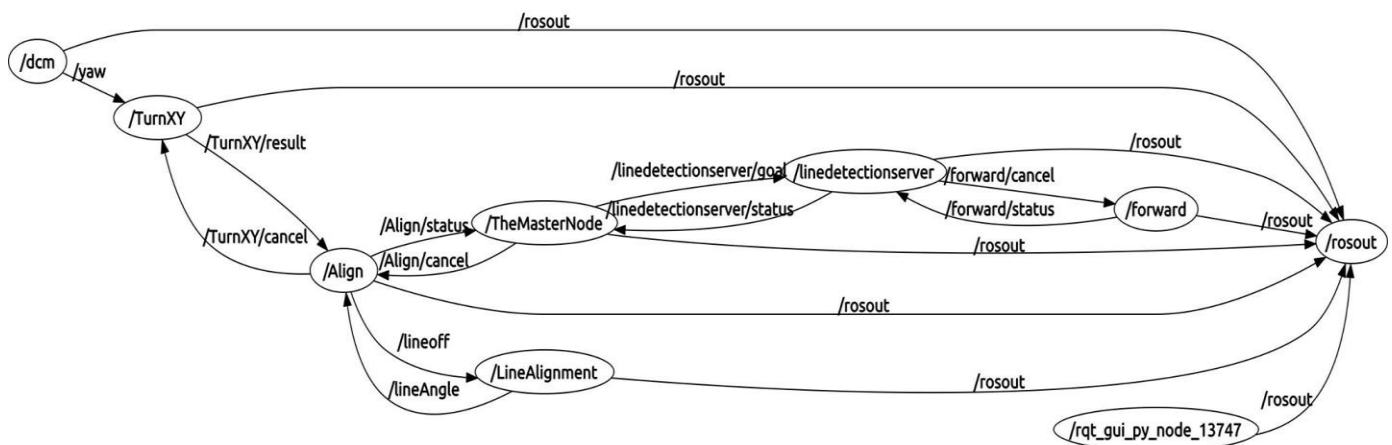 /rosout
/dcm
/yaw
/rosout
/TurnXY
/TurnXY/result
/rosout
/linedetectionserver/goal
/linedetectionserver
/forward/cancel
/Align/status
/TheMasterNode
/linedetectionserver/status
/forward/status
/forward
/rosout
/TurnXY/cancel
/Align/cancel
/rosout
/rosout
/Align
/rosout
/lineoff
/LineAlignment
/lineAngle
/rosout
/rosout
/rqt_gui_py_node_13747